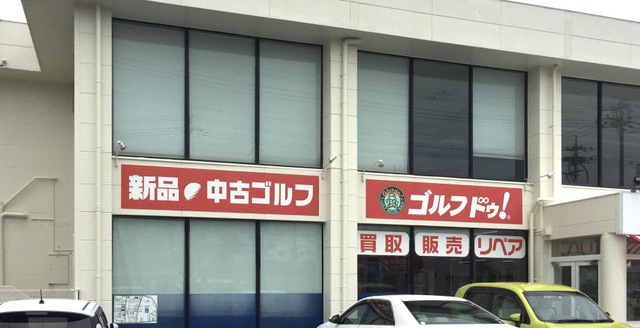 新品 中古ゴルフ
ゴルフドゥ!
買取 販売 リペア